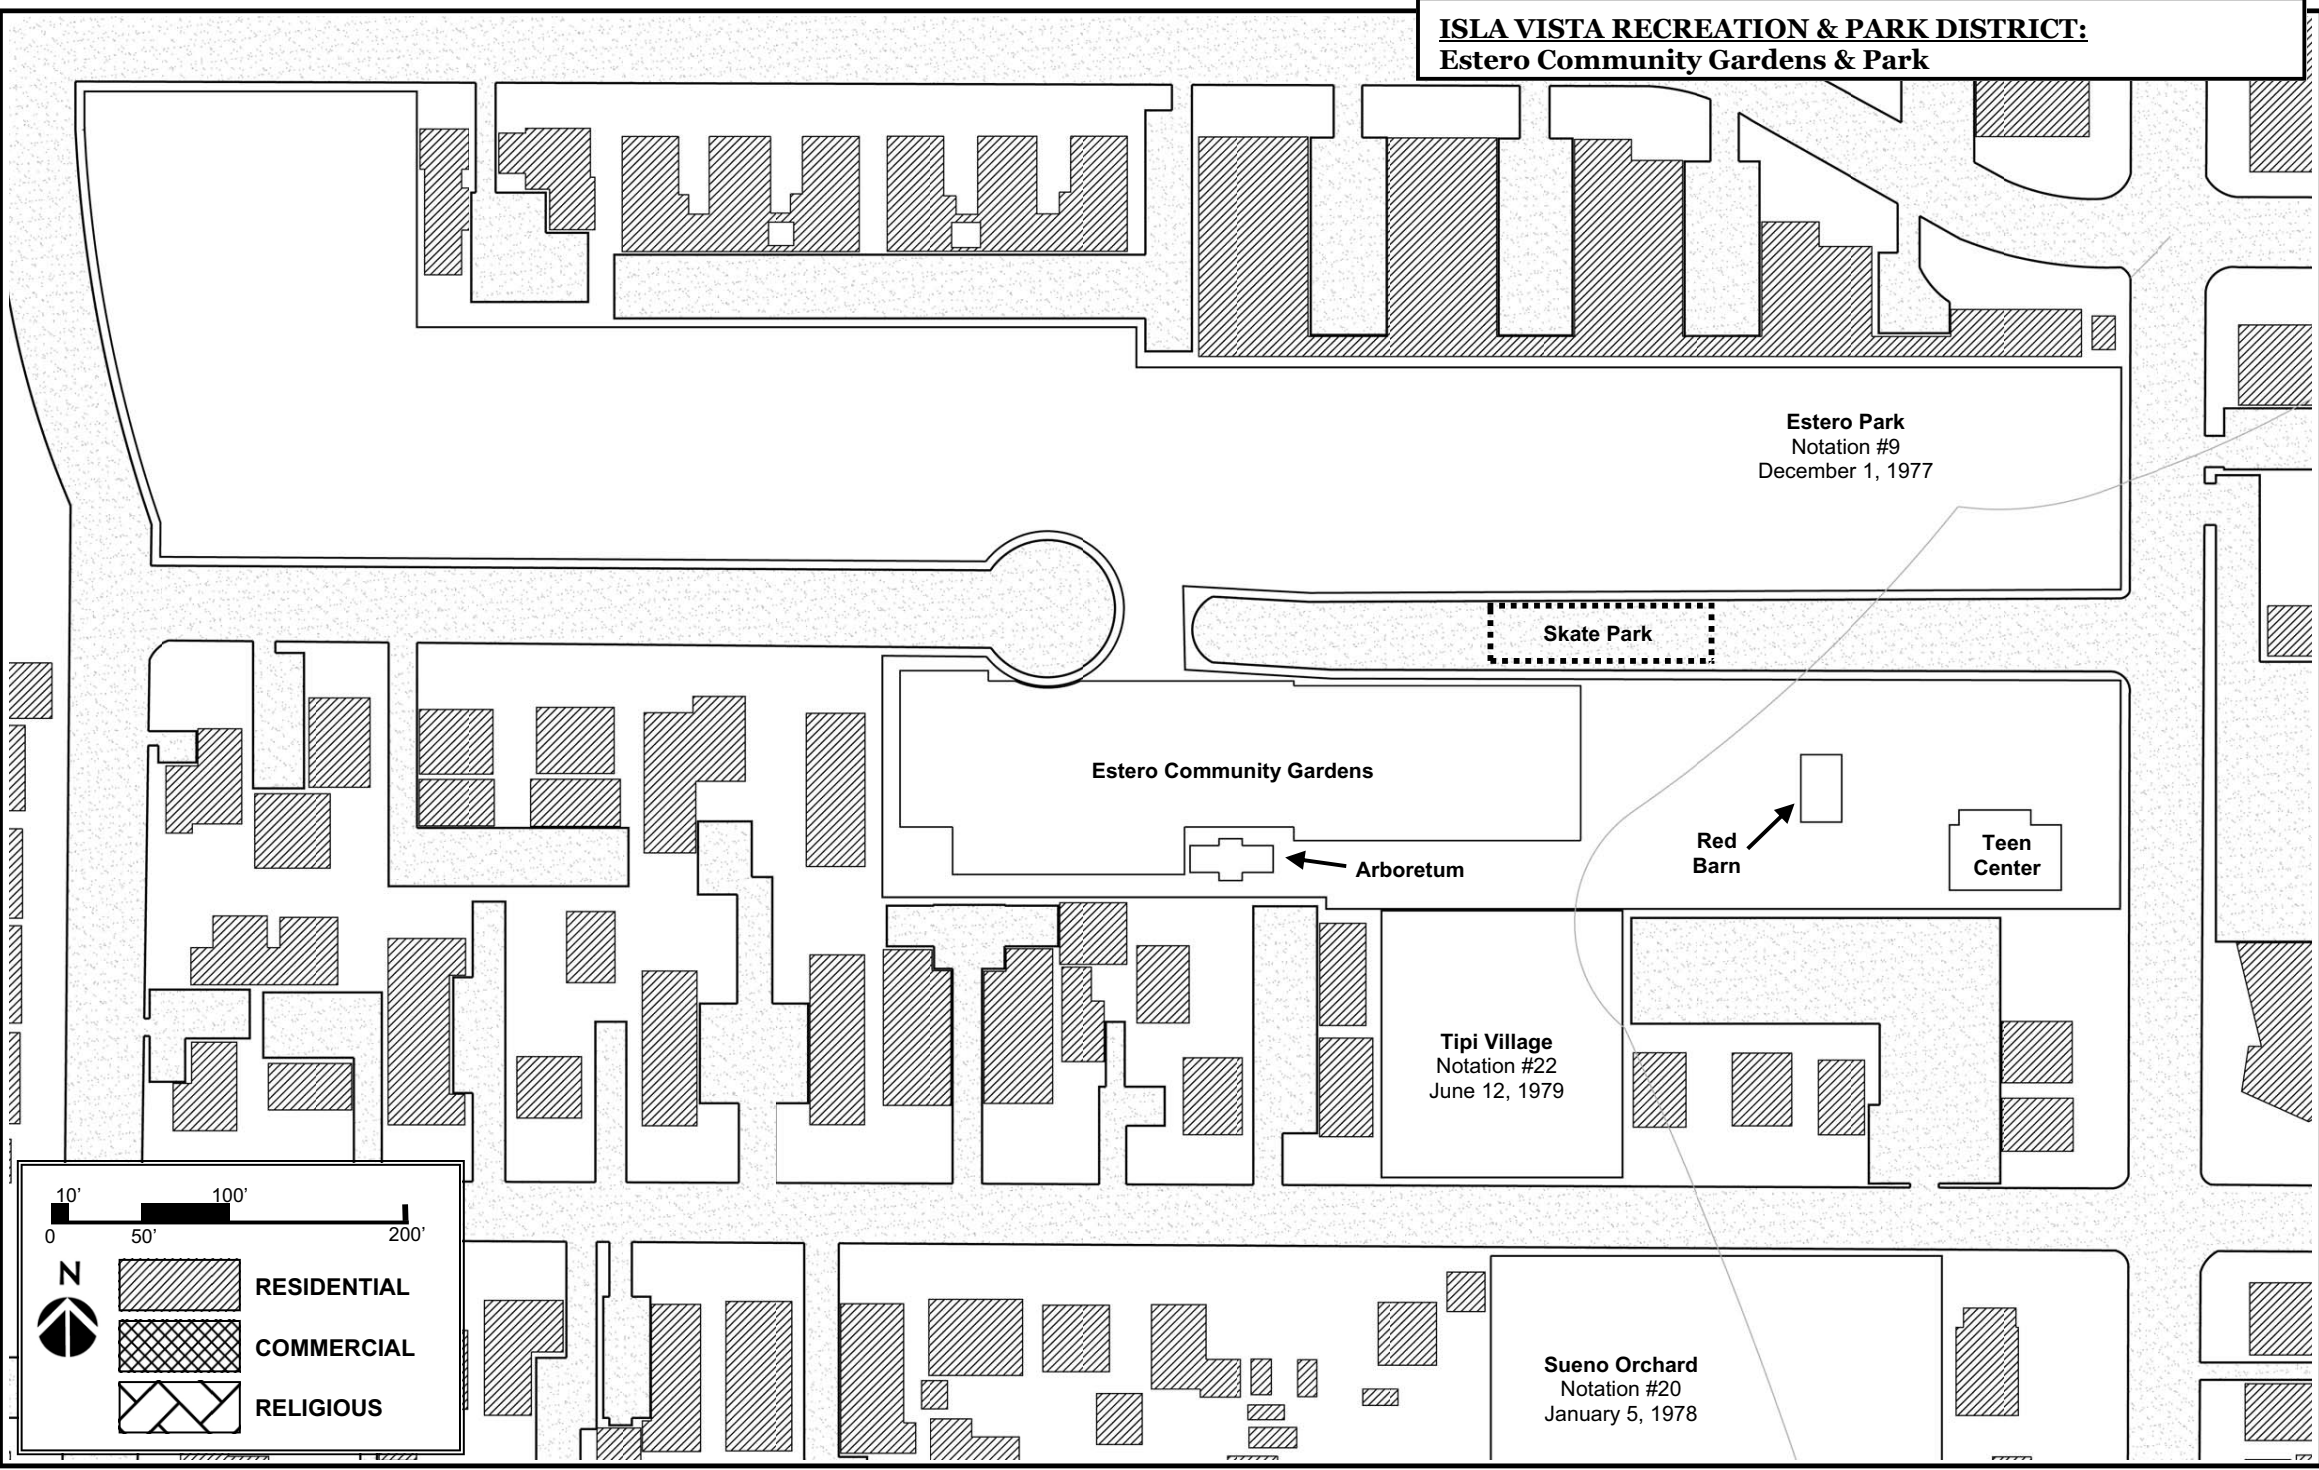 ISLA VISTA RECREATION & PARK DISTRICT:
Estero Community Gardens & Park
Estero Park
Notation #9
December 1, 1977
Skate Park
Estero Community Gardens
Arboretum
Red
Barn
Teen
Center
Tipi Village
Notation #22
June 12, 1979
Sueno Orchard
Notation #20
January 5, 1978
10’ 100’
0 50’ 200’
N
RESIDENTIAL
COMMERCIAL
RELIGIOUS